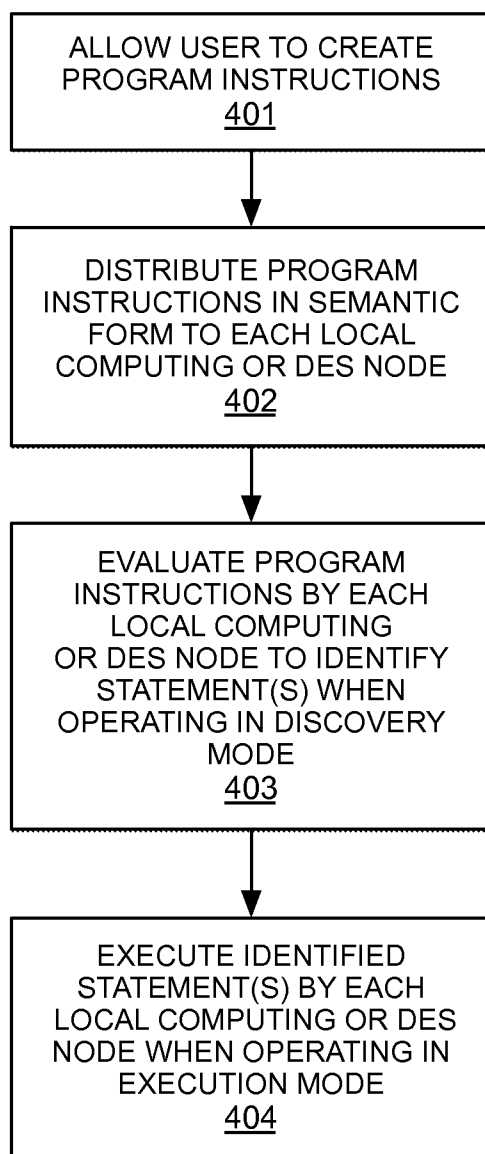 ALLOW USER TO CREATE
PROGRAM INSTRUCTIONS
401
DISTRIBUTE PROGRAM
INSTRUCTIONS IN SEMANTIC
FORM TO EACH LOCAL
COMPUTING OR DES NODE
402
EVALUATE PROGRAM
INSTRUCTIONS BY EACH
LOCAL COMPUTING
OR DES NODE TO IDENTIFY
STATEMENT(S) WHEN
OPERATING IN DISCOVERY
MODE
403
EXECUTE IDENTIFIED
STATEMENT(S) BY EACH
LOCAL COMPUTING OR DES
NODE WHEN OPERATING IN
EXECUTION MODE
404